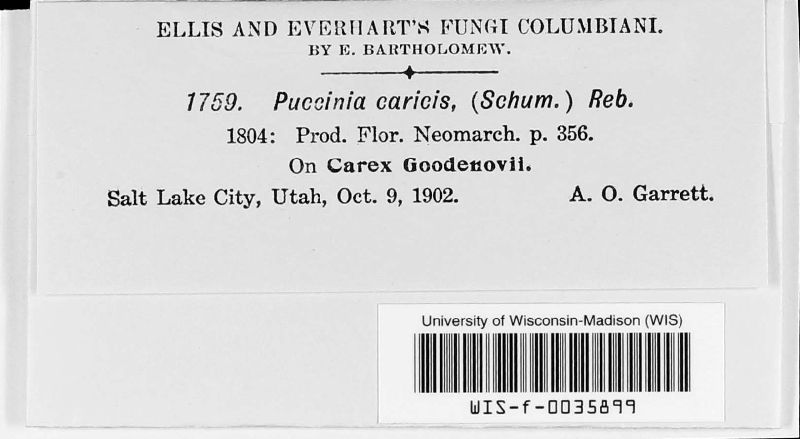 ELLIS AND EVERHART'S FUNGI COLUMBIANI.
BY E. BARTHOLOMEW.
1759. Puccinia caricis, (Schum.) Reb.
1804: Prod. Flor. Neomarch. p. 356.
On Carex Goodenovii.
Salt Lake City, Utah, Oct. 9, 1902. A. O. Garrett.
University of Wisconsin-Madison (WIS)
WIS-f-0035899